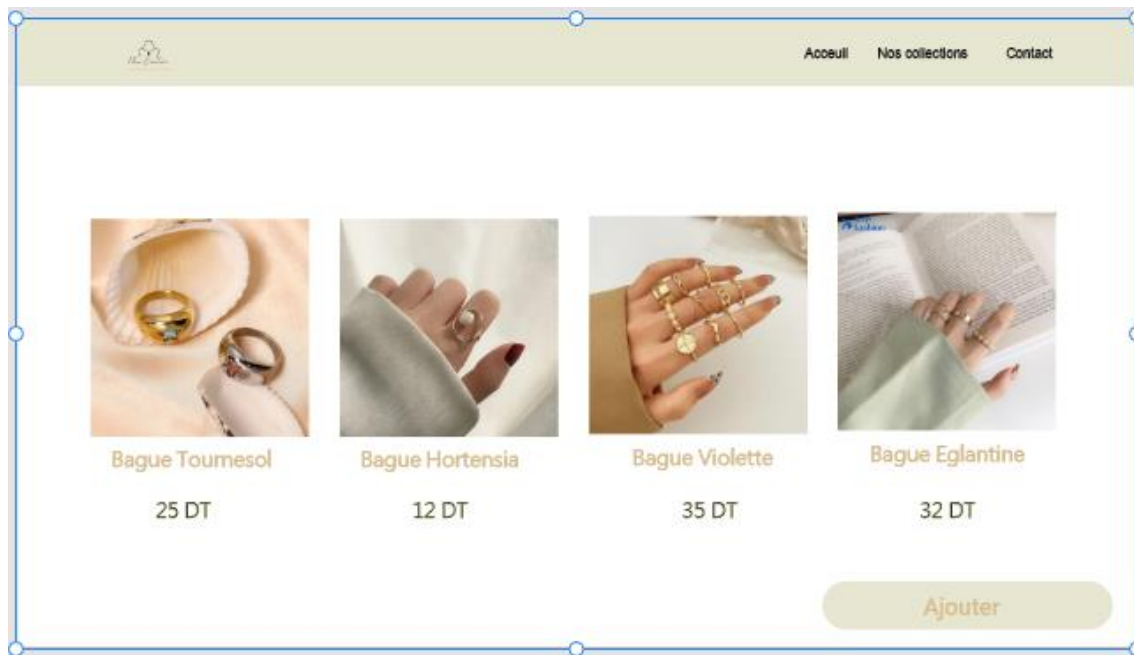 Acceuil Nos collections Contact
Bague Tournesol Bague Hortensia Bague Violette Bague Eglantine
25 DT 12 DT 35 DT 32 DT
Ajouter